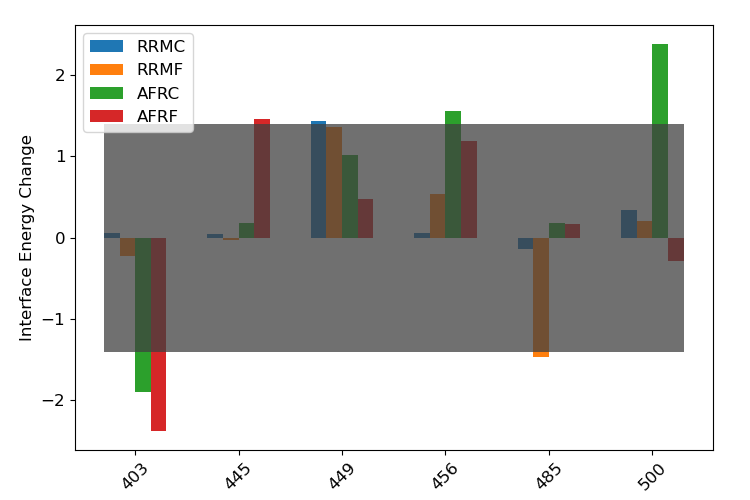 RRMC
RRMF
AFRC
AFRF
Interface Energy Change
2
1
0
−1
−2
403
445
449
456
485
500